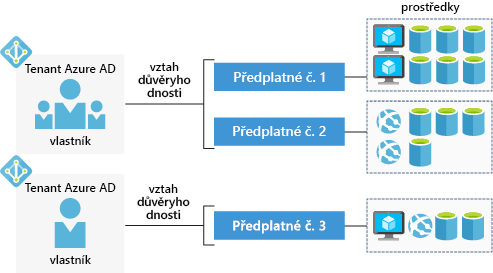 prostředky
Tenant Azure AD
vlastník
vztah
důvěryho
dnosti
Předplatné č. 1
Předplatné č. 2
Tenant Azure AD
vlastník
vztah
důvěryho
dnosti
Předplatné č. 3